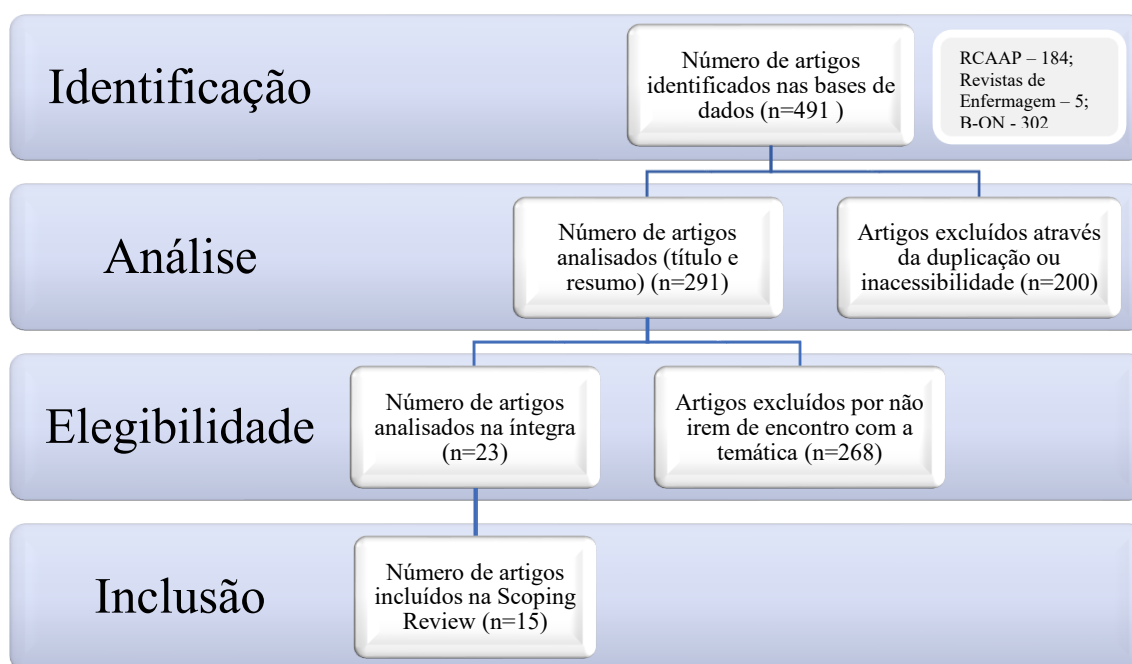 Identificação
Número de artigos
identificados nas bases de
dados (n=491 )
RCAAP – 184;
Revistas de
Enfermagem – 5;
B-ON - 302
Análise
Número de artigos
analisados (título e
resumo) (n=291)
Artigos excluídos através
da duplicação ou
inacessibilidade (n=200)
Elegibilidade
Número de artigos
analisados na íntegra
(n=23)
Artigos excluídos por não
irem de encontro com a
temática (n=268)
Inclusão
Número de artigos
incluídos na Scoping
Review (n=15)